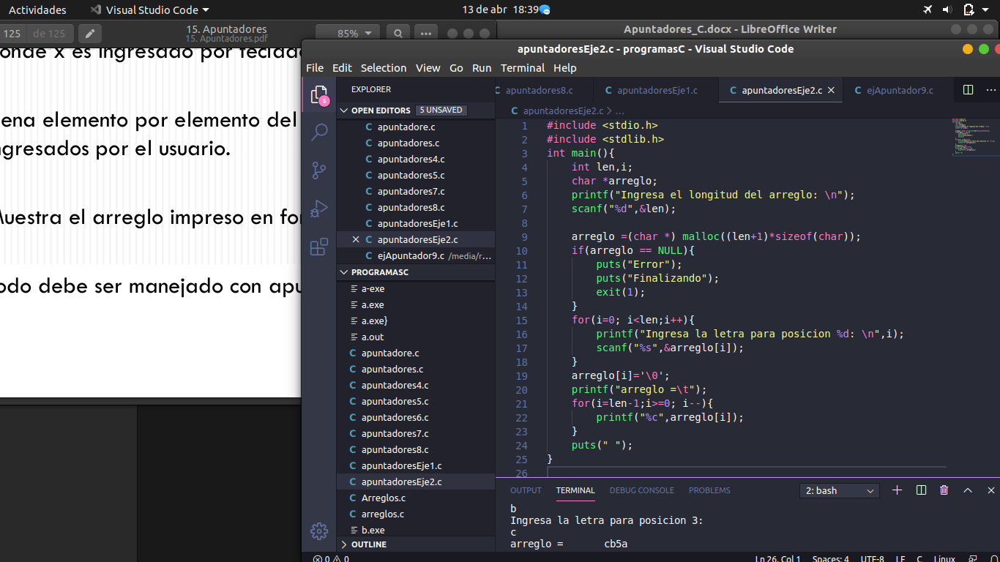 Actividades
Visual Studio Code
13 de abr 18:39
125 de 125
15. Apuntadores
15. Apuntadores.pdf
85%
Apuntadores_C.docx - LibreOffice Writer
onde x es ingresado por teclado
ena elemento por elemento del
ngresados por el usuario.
Muestra el arreglo impreso en for
odo debe ser manejado con apu
apuntadoresEje2.c - programasC - Visual Studio Code
File Edit Selection View Go Run Terminal Help
5
EXPLORER
OPEN EDITORS 5 UNSAVED
C apuntadore.c
C apuntadores.c
C apuntadores4.c
C apuntadores5.c
C apuntadores7.c
C apuntadores8.c
C apuntadoresEje1.c
C apuntadoresEje2.c
C ejApuntador9.c /media/r...
PROGRAMASC
a-exe
a.exe
a.exe}
a.out
C apuntadore.c
C apuntadores.c
C apuntadores4.c
C apuntadores5.c
C apuntadores6.c
C apuntadores7.c
C apuntadores8.c
C apuntadoresEje1.c
C apuntadoresEje2.c
C Arreglos.c
C arreglos.c
b.exe
OUTLINE
C apuntadores8.c
C apuntadoresEje1.c
C apuntadoresEje2.c
C ejApuntador9.c
C apuntadoresEje2.c > ...
1 #include <stdio.h>
2 #include <stdlib.h>
3 int main(){
4 int len,i;
5 char *arreglo;
6 printf("Ingresa el longitud del arreglo: \n");
7 scanf("%d",&len);
8
9 arreglo =(char *) malloc((len+1)*sizeof(char));
10 if(arreglo == NULL){
11 puts("Error");
12 puts("Finalizando");
13 exit(1);
14 }
15 for(i=0; i<len;i++){
16 printf("Ingresa la letra para posicion %d: \n",i);
17 scanf("%s",&arreglo[i]);
18 }
19 arreglo[i]='\0';
20 printf("arreglo =\t");
21 for(i=len-1;i>=0; i--){
22 printf("%c",arreglo[i]);
23 }
24 puts(" ");
25 }
26
OUTPUT TERMINAL DEBUG CONSOLE PROBLEMS
2: bash
b
Ingresa la letra para posicion 3:
c
arreglo = cb5a
0 0
Ln 26, Col 1 Spaces: 4 UTF-8 LF C Linux